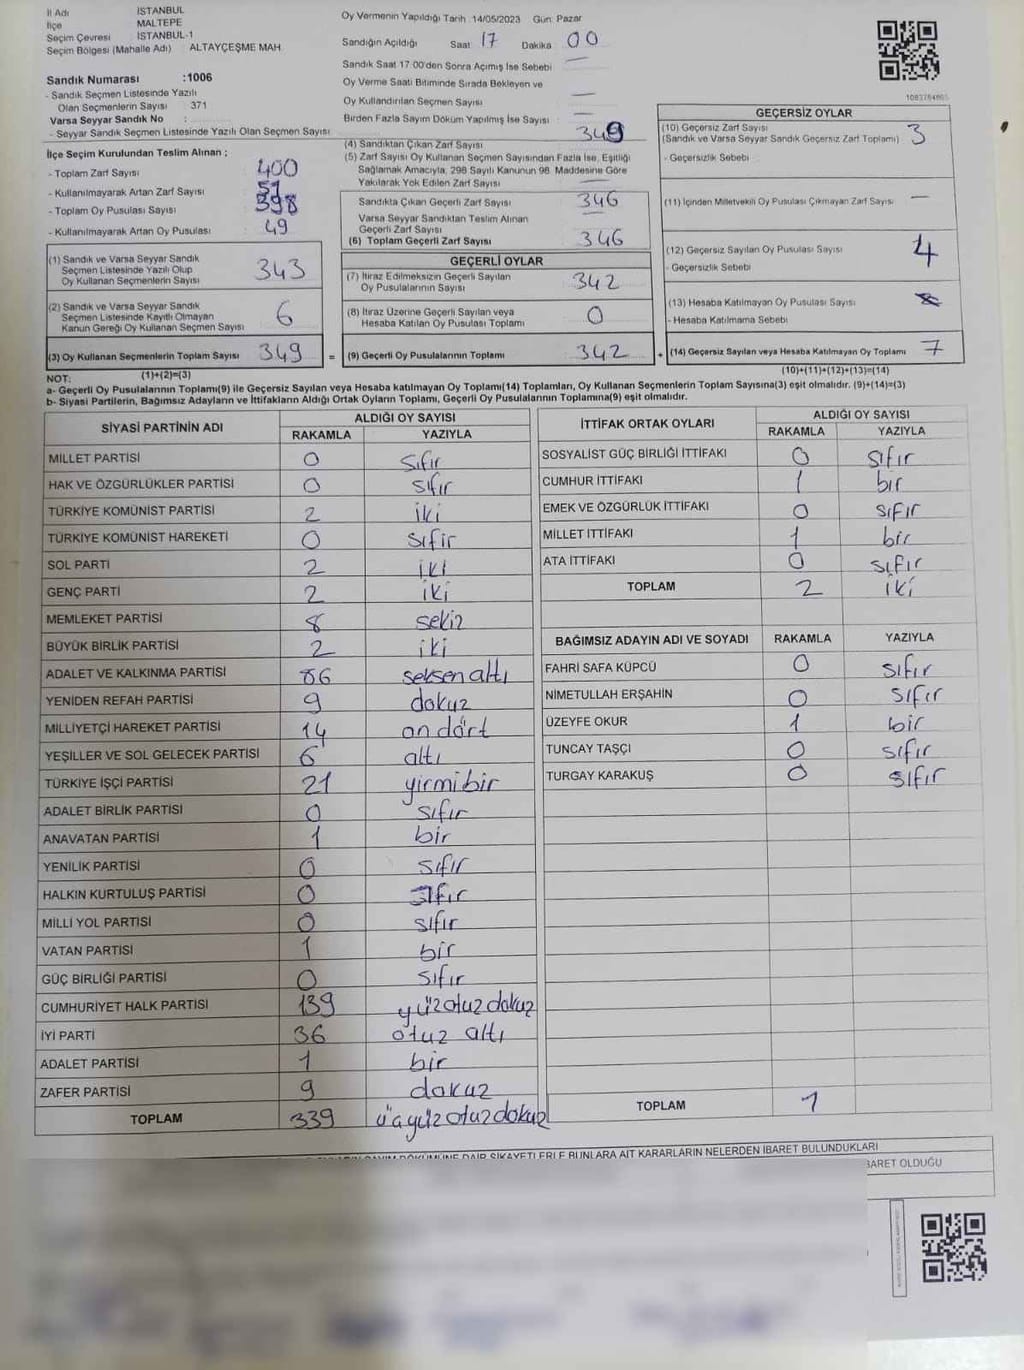 İl Adı İSTANBUL
İlçe MALTEPE
Seçim Çevresi İSTANBUL-1
Seçim Bölgesi (Mahalle Adı) : ALTAYÇEŞME MAH
Sandık Numarası :1006
- Sandık Seçmen Listesinde Yazılı
Olan Seçmenlerin Sayısı : 371
Varsa Seyyar Sandık No :
- Seyyar Sandık Seçmen Listesinde Yazılı Olan Seçmen Sayısı :
İlçe Seçim Kurulundan Teslim Alınan :
- Toplam Zarf Sayısı 400
- Kullanılmayarak Artan Zarf Sayısı 51
- Toplam Oy Pusulası Sayısı 398
- Kullanılmayarak Artan Oy Pusulası 49
(1) Sandık ve Varsa Seyyar Sandık
Seçmen Listesinde Yazılı Olup
Oy Kullanan Seçmenlerin Sayısı 343
(2) Sandık ve Varsa Seyyar Sandık
Seçmen Listesinde Kayıtlı Olmayan
Kanun Gereği Oy Kullanan Seçmen Sayısı 6
(3) Oy Kullanan Seçmenlerin Toplam Sayısı 349 =
(1)+(2)=(3)
Oy Vermenin Yapıldığı Tarih :14/05/2023 Gün: Pazar
Sandığın Açıldığı Saat 17 Dakika 00
Sandık Saat 17:00'den Sonra Açımış İse Sebebi —
Oy Verme Saati Bitiminde Sırada Bekleyen ve
Oy Kullandırılan Seçmen Sayısı —
Birden Fazla Sayım Döküm Yapılmış İse Sayısı : —
(4) Sandıktan Çıkan Zarf Sayısı 349
(5) Zarf Sayısı Oy Kullanan Seçmen Sayısından Fazla İse, Eşitliği
Sağlamak Amacıyla, 298 Sayılı Kanunun 98. Maddesine Göre
Yakılarak Yok Edilen Zarf Sayısı —
Sandıkta Çıkan Geçerli Zarf Sayısı 346
Varsa Seyyar Sandıktan Teslim Alınan
Geçerli Zarf Sayısı —
(6) Toplam Geçerli Zarf Sayısı 346
GEÇERLİ OYLAR
(7) İtiraz Edilmeksizin Geçerli Sayılan
Oy Pusulalarının Sayısı 342
(8) İtiraz Üzerine Geçerli Sayılan veya
Hesaba Katılan Oy Pusulası Toplamı 0
(9) Geçerli Oy Pusulalarının Toplamı 342 +
GEÇERSİZ OYLAR
(10) Geçersiz Zarf Sayısı
(Sandık ve Varsa Seyyar Sandık Geçersiz Zarf Toplamı) 3
- Geçersizlik Sebebi :
(11) İçinden Milletvekili Oy Pusulası Çıkmayan Zarf Sayısı —
(12) Geçersiz Sayılan Oy Pusulası Sayısı 4
- Geçersizlik Sebebi
(13) Hesaba Katılmayan Oy Pusulası Sayısı
- Hesaba Katılmama Sebebi
(14) Geçersiz Sayılan veya Hesaba Katılmayan Oy Toplamı 7
(10)+(11)+(12)+(13)=(14)
NOT:
a- Geçerli Oy Pusulalarının Toplamı(9) ile Geçersiz Sayılan veya Hesaba katılmayan Oy Toplamı(14) Toplamları, Oy Kullanan Seçmenlerin Toplam Sayısına(3) eşit olmalıdır. (9)+(14)=(3)
b- Siyasi Partilerin, Bağımsız Adayların ve İttifakların Aldığı Ortak Oyların Toplamı, Geçerli Oy Pusulalarının Toplamına(9) eşit olmalıdır.
SİYASİ PARTİNİN ADI ALDIĞI OY SAYISI
RAKAMLA YAZIYLA
MİLLET PARTİSİ 0 sıfır
HAK VE ÖZGÜRLÜKLER PARTİSİ 0 sıfır
TÜRKİYE KOMÜNİST PARTİSİ 2 iki
TÜRKİYE KOMÜNİST HAREKETİ 0 sıfır
SOL PARTİ 2 iki
GENÇ PARTİ 2 iki
MEMLEKET PARTİSİ 8 sekiz
BÜYÜK BİRLİK PARTİSİ 2 iki
ADALET VE KALKINMA PARTİSİ 86 seksen altı
YENİDEN REFAH PARTİSİ 9 dokuz
MİLLİYETÇİ HAREKET PARTİSİ 14 on dört
YEŞİLLER VE SOL GELECEK PARTİSİ 6 altı
TÜRKİYE İŞÇİ PARTİSİ 21 yirmi bir
ADALET BİRLİK PARTİSİ 0 sıfır
ANAVATAN PARTİSİ 1 bir
YENİLİK PARTİSİ 0 sıfır
HALKIN KURTULUŞ PARTİSİ 0 sıfır
MİLLİ YOL PARTİSİ 0 sıfır
VATAN PARTİSİ 1 bir
GÜÇ BİRLİĞİ PARTİSİ 0 sıfır
CUMHURİYET HALK PARTİSİ 139 yüz otuz dokuz
İYİ PARTİ 36 otuz altı
ADALET PARTİSİ 1 bir
ZAFER PARTİSİ 9 dokuz
TOPLAM 339 üçyüz otuz dokuz
İTTİFAK ORTAK OYLARI ALDIĞI OY SAYISI
RAKAMLA YAZIYLA
SOSYALİST GÜÇ BİRLİĞİ İTTİFAKI 0 sıfır
CUMHUR İTTİFAKI 1 bir
EMEK VE ÖZGÜRLÜK İTTİFAKI 0 sıfır
MİLLET İTTİFAKI 1 bir
ATA İTTİFAKI 0 sıfır
TOPLAM 2 iki
BAĞIMSIZ ADAYIN ADI VE SOYADI RAKAMLA YAZIYLA
FAHRİ SAFA KÜPCÜ 0 sıfır
NİMETULLAH ERŞAHİN 0 sıfır
ÜZEYFE OKUR 1 bir
TUNCAY TAŞÇI 0 sıfır
TURGAY KARAKUŞ 0 sıfır
TOPLAM 1
SAYIM DÖKÜMÜNE DAİR ŞİKAYETLERLE BUNLARA AİT KARARLARIN NELERDEN İBARET BULUNDUKLARI
İBARET OLDUĞU